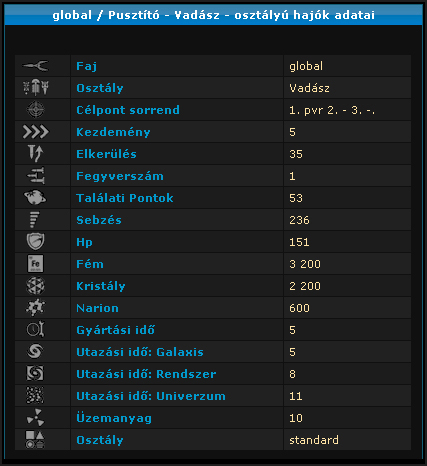 global / Pusztító - Vadász - osztályú hajók adatai
Faj global
Osztály Vadász
Célpont sorrend 1. pvr 2. - 3. -.
Kezdemény 5
Elkerülés 35
Fegyverszám 1
Találati Pontok 53
Sebzés 236
Hp 151
Fe Fém 3 200
Kristály 2 200
Narion 600
Gyártási idő 5
Utazási idő: Galaxis 5
Utazási idő: Rendszer 8
Utazási idő: Univerzum 11
Üzemanyag 10
Osztály standard